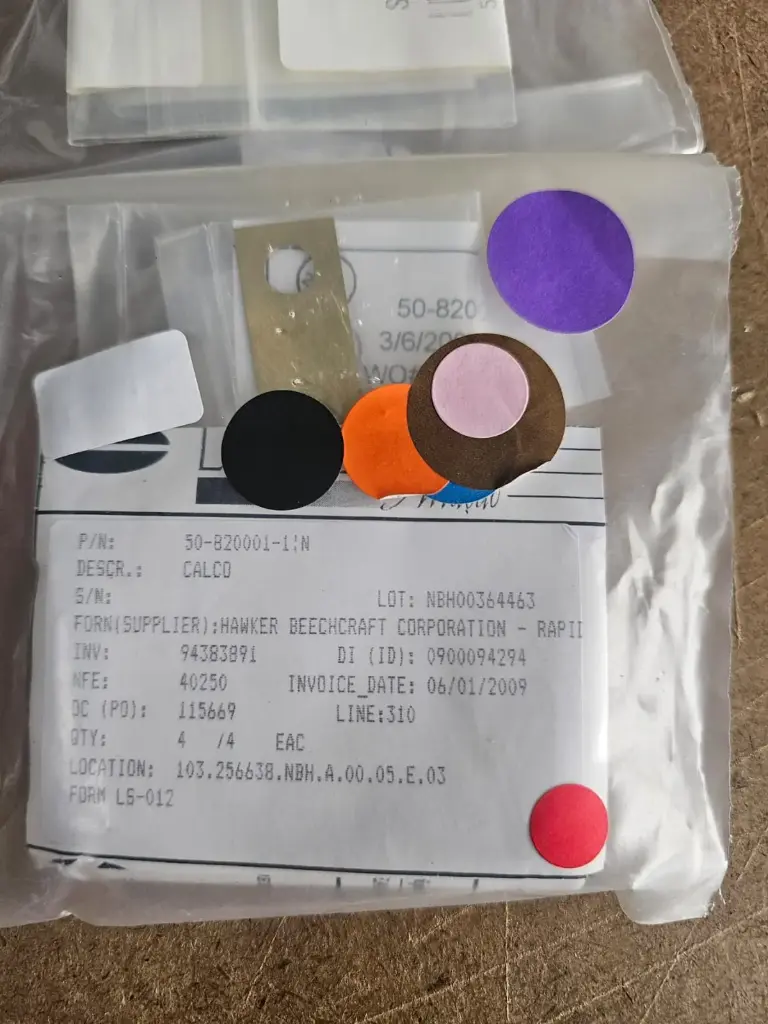 50-820
3/6/20
WO#
P/N: 50-820001-1¦N
DESCR.: CALCO
S/N: LOT: NBH00364463
FORN(SUPPLIER):HAWKER BEECHCRAFT CORPORATION - RAPID
INV: 94383891 DI (ID): 0900094294
NFE: 40250 INVOICE_DATE: 06/01/2009
OC (PO): 115669 LINE:310
QTY: 4 /4 EAC
LOCATION: 103.256638.NBH.A.00.05.E.03
FORM LS-012